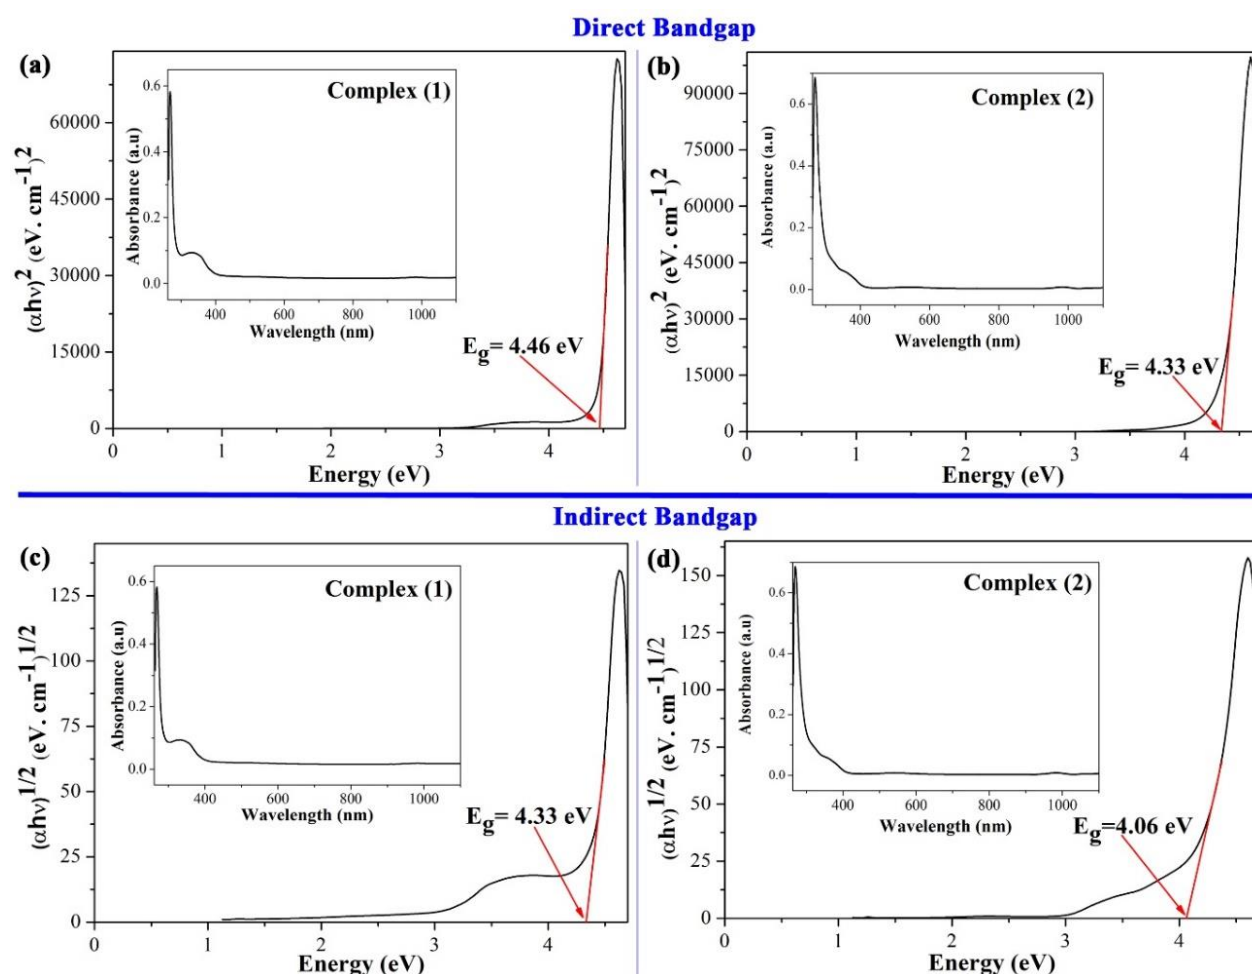 Direct Bandgap
(a)
Complex (1)
Absorbance (a.u)
0.6
0.4
0.2
0.0
400 600 800 1000
Wavelength (nm)
(αhν)² (eV. cm⁻¹)²
60000
45000
30000
15000
0
E_g= 4.46 eV
0 1 2 3 4
Energy (eV)
(b)
Complex (2)
Absorbance (a.u)
0.6
0.4
0.2
0.0
400 600 800 1000
Wavelength (nm)
(αhν)² (eV. cm⁻¹)²
90000
75000
60000
45000
30000
15000
0
E_g= 4.33 eV
0 1 2 3 4
Energy (eV)
Indirect Bandgap
(c)
Complex (1)
Absorbance (a.u)
0.6
0.4
0.2
0.0
400 600 800 1000
Wavelength (nm)
(αhν)^1/2 (eV. cm⁻¹)^1/2
125
100
75
50
25
0
E_g= 4.33 eV
0 1 2 3 4
Energy (eV)
(d)
Complex (2)
Absorbance (a.u)
0.6
0.4
0.2
0.0
400 600 800 1000
Wavelength (nm)
(αhν)^1/2 (eV. cm⁻¹)^1/2
150
125
100
75
50
25
0
E_g=4.06 eV
0 1 2 3 4
Energy (eV)